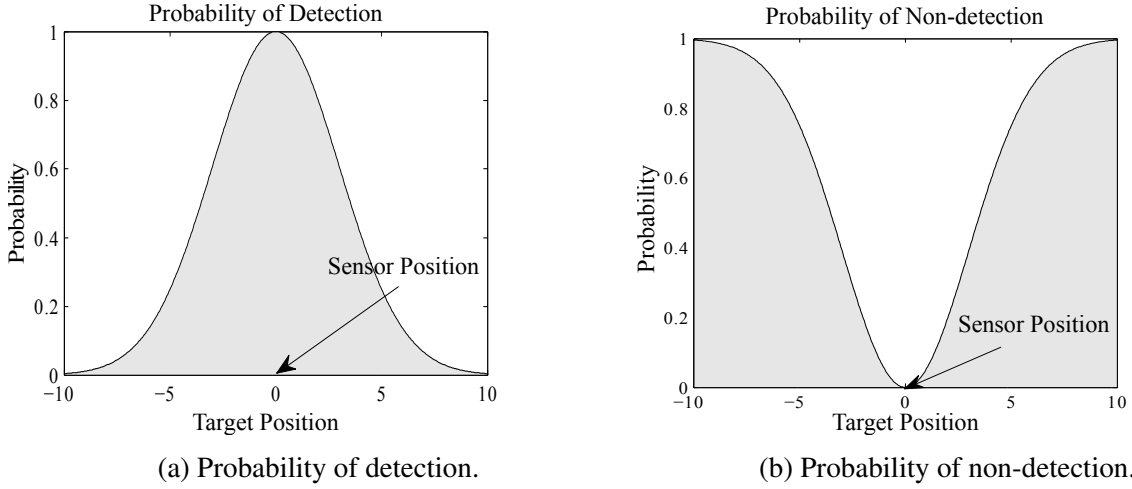 Probability of Detection
1
0.8
0.6
0.4
0.2
0
Probability
Sensor Position
−10
−5
0
5
10
Target Position
(a) Probability of detection.
Probability of Non-detection
1
0.8
0.6
0.4
0.2
0
Probability
Sensor Position
−10
−5
0
5
10
Target Position
(b) Probability of non-detection.